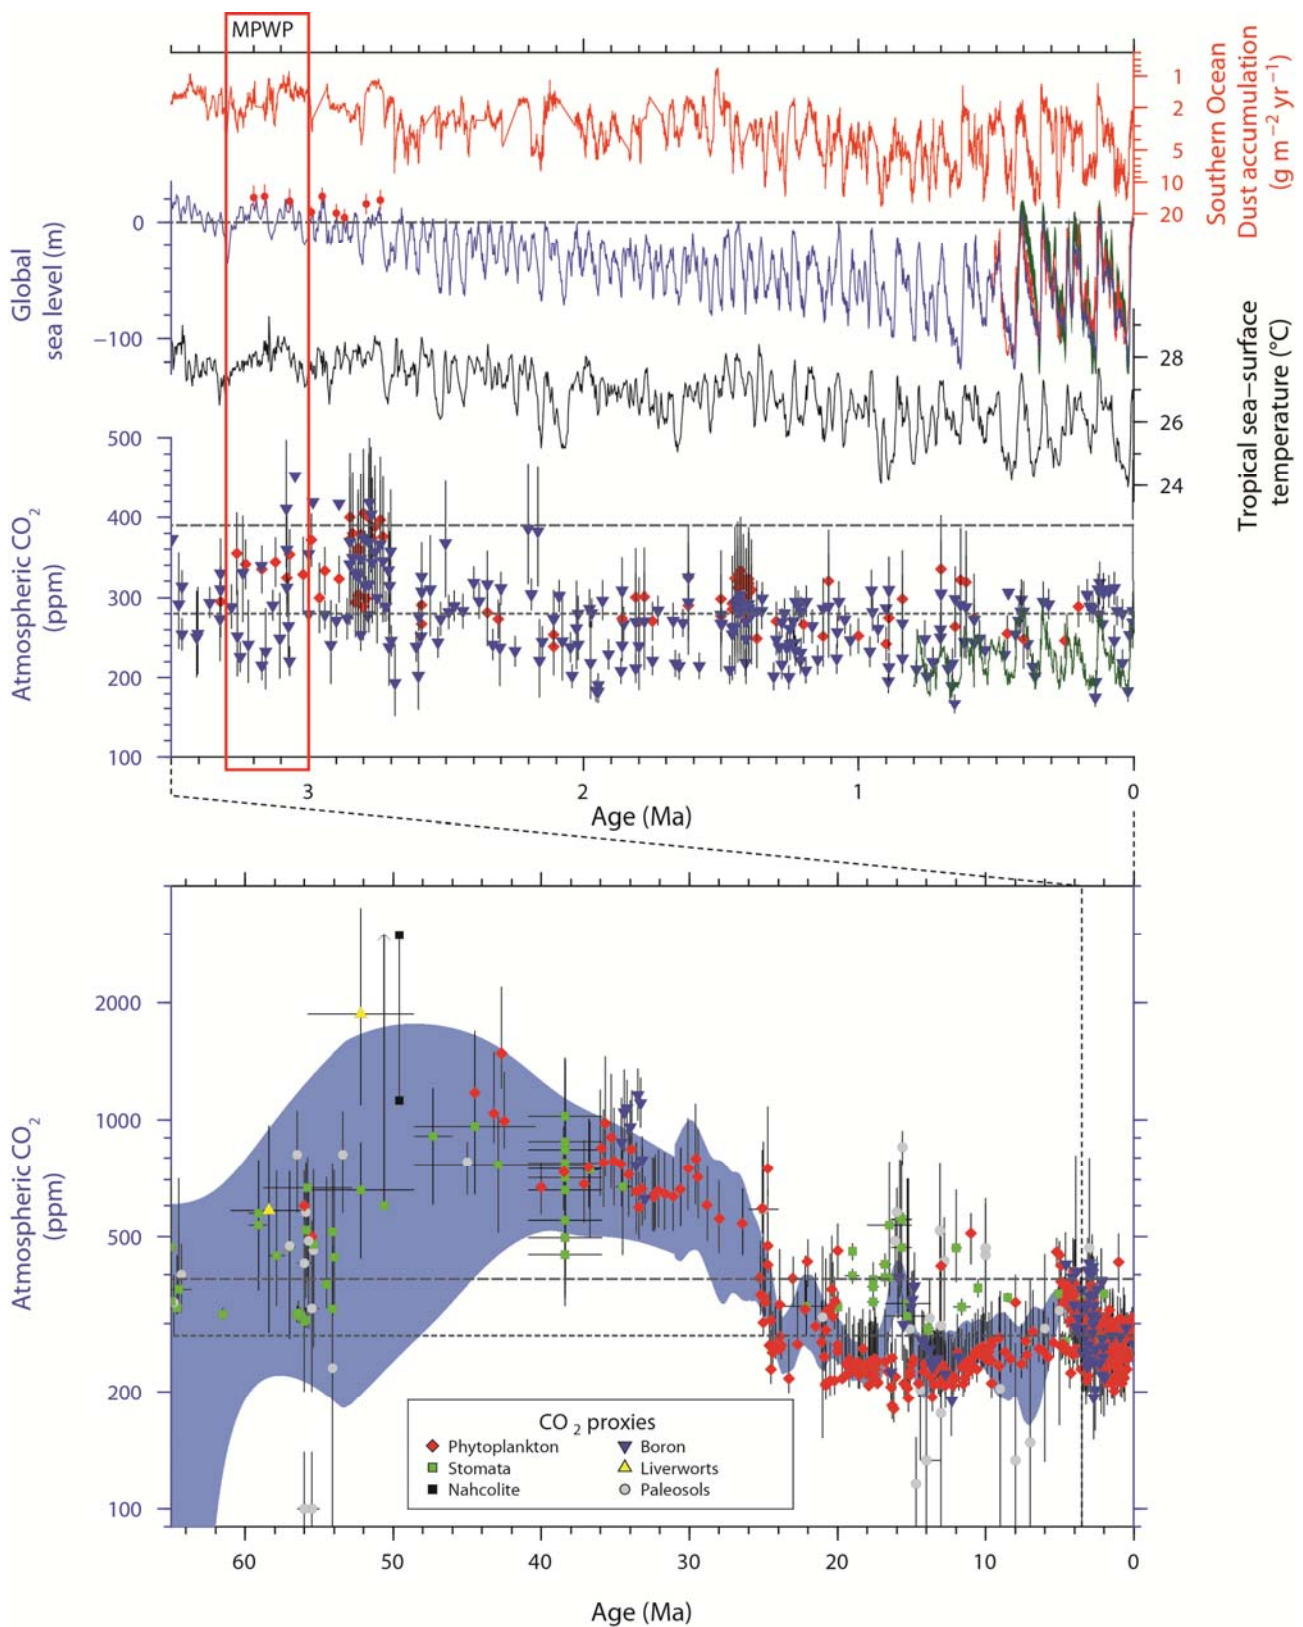 MPWP
1
2
5
10
20
Southern Ocean
Dust accumulation
(g m⁻² yr⁻¹)
0
−100
Global
sea level (m)
28
26
24
Tropical sea–surface
temperature (°C)
500
400
300
200
100
Atmospheric CO₂
(ppm)
3
2
1
0
Age (Ma)
2000
1000
500
200
100
Atmospheric CO₂
(ppm)
CO₂ proxies
Phytoplankton
Boron
Stomata
Liverworts
Nahcolite
Paleosols
60
50
40
30
20
10
0
Age (Ma)